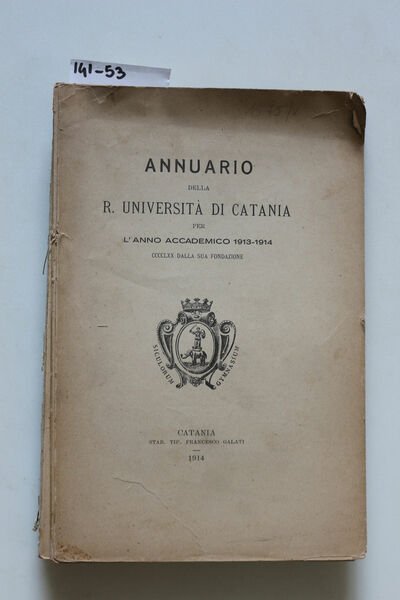 141-53
ANNUARIO
DELLA
R. UNIVERSITÀ DI CATANIA
PER
L'ANNO ACCADEMICO 1913-1914
CCCCLXX DALLA SUA FONDAZIONE
SICULORUM GYMNASIUM
CATANIA
STAB. TIP. FRANCESCO GALATI
1914